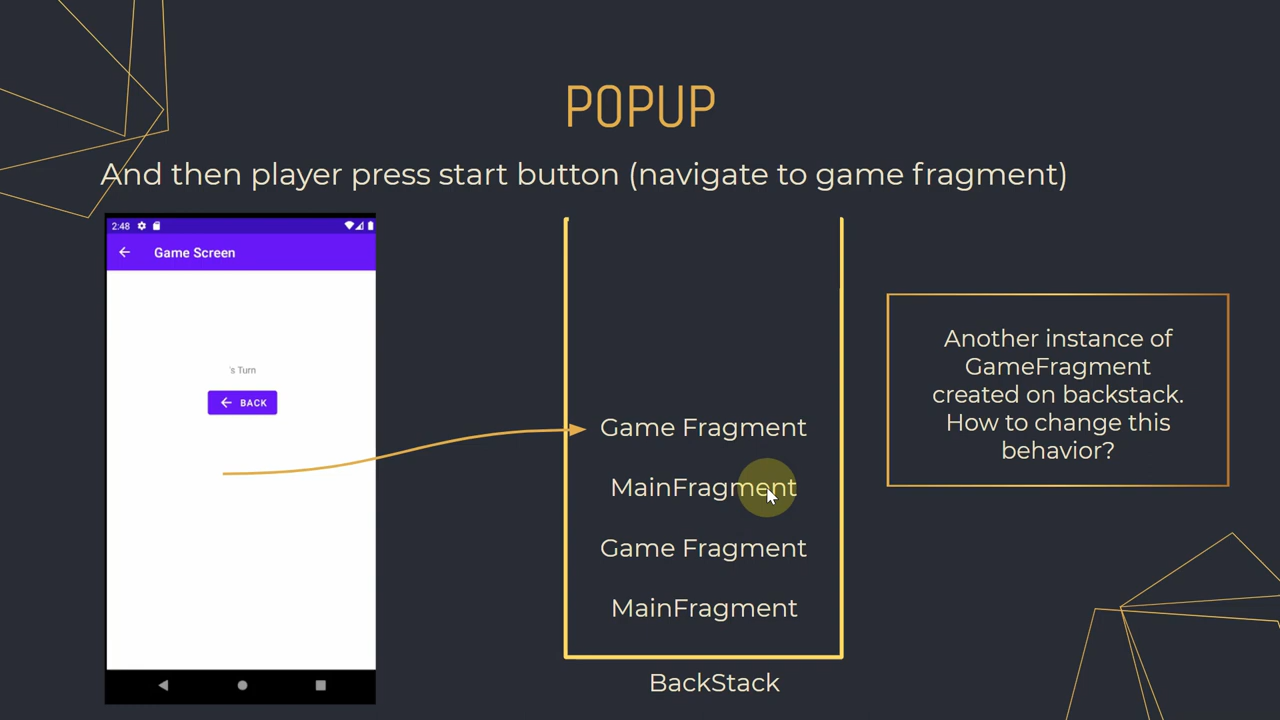 POPUP
And then player press start button (navigate to game fragment)
2:48
Game Screen
's Turn
BACK
Game Fragment
MainFragment
Game Fragment
MainFragment
BackStack
Another instance of
GameFragment
created on backstack.
How to change this
behavior?